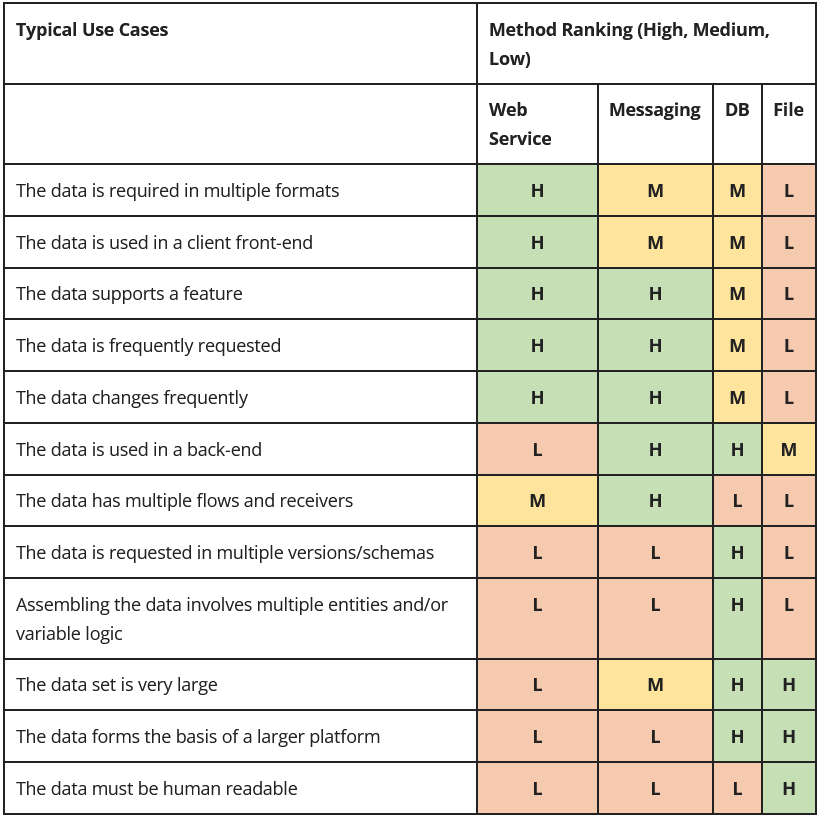 Typical Use Cases
Method Ranking (High, Medium,
Low)
Web
Service
Messaging
DB
File
The data is required in multiple formats H M M L
The data is used in a client front-end H M M L
The data supports a feature H H M L
The data is frequently requested H H M L
The data changes frequently H H M L
The data is used in a back-end L H H M
The data has multiple flows and receivers M H L L
The data is requested in multiple versions/schemas L L H L
Assembling the data involves multiple entities and/or L L H L
variable logic
The data set is very large L M H H
The data forms the basis of a larger platform L L H H
The data must be human readable L L L H